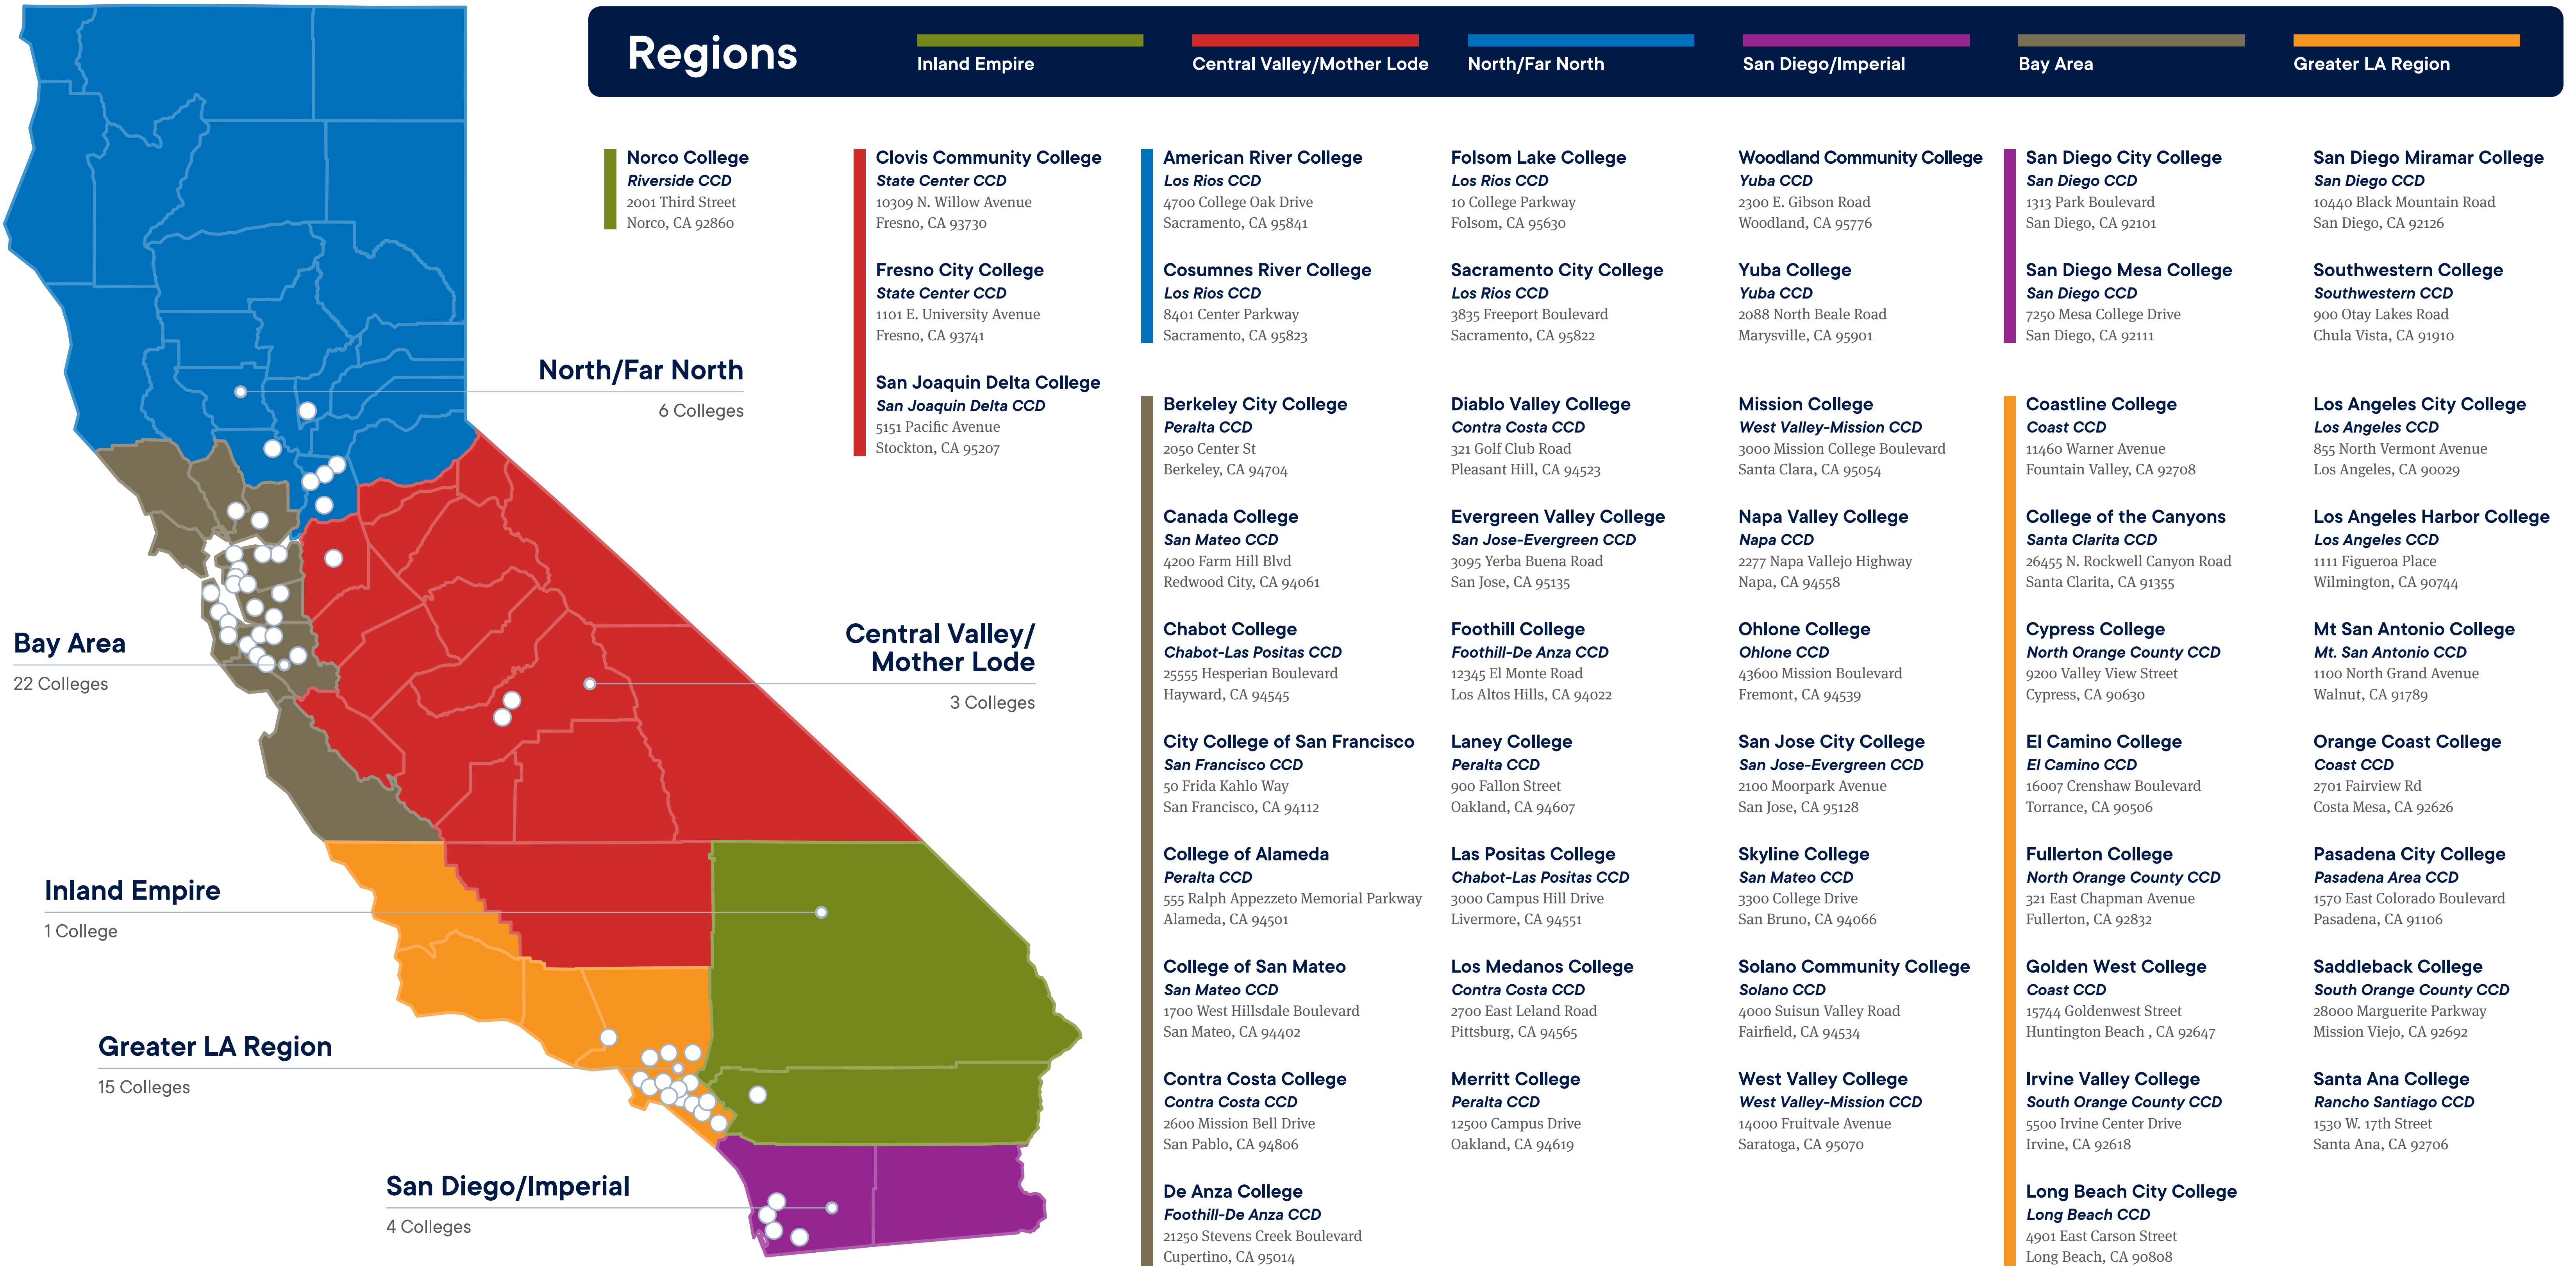 Regions
Inland Empire
Central Valley/Mother Lode
North/Far North
San Diego/Imperial
Bay Area
Greater LA Region
North/Far North
6 Colleges
Bay Area
22 Colleges
Central Valley/
Mother Lode
3 Colleges
Inland Empire
1 College
Greater LA Region
15 Colleges
San Diego/Imperial
4 Colleges
Norco College
Riverside CCD
2001 Third Street
Norco, CA 92860
Clovis Community College
State Center CCD
10309 N. Willow Avenue
Fresno, CA 93730
Fresno City College
State Center CCD
1101 E. University Avenue
Fresno, CA 93741
San Joaquin Delta College
San Joaquin Delta CCD
5151 Pacific Avenue
Stockton, CA 95207
American River College
Los Rios CCD
4700 College Oak Drive
Sacramento, CA 95841
Cosumnes River College
Los Rios CCD
8401 Center Parkway
Sacramento, CA 95823
Folsom Lake College
Los Rios CCD
10 College Parkway
Folsom, CA 95630
Sacramento City College
Los Rios CCD
3835 Freeport Boulevard
Sacramento, CA 95822
Woodland Community College
Yuba CCD
2300 E. Gibson Road
Woodland, CA 95776
Yuba College
Yuba CCD
2088 North Beale Road
Marysville, CA 95901
San Diego City College
San Diego CCD
1313 Park Boulevard
San Diego, CA 92101
San Diego Mesa College
San Diego CCD
7250 Mesa College Drive
San Diego, CA 92111
San Diego Miramar College
San Diego CCD
10440 Black Mountain Road
San Diego, CA 92126
Southwestern College
Southwestern CCD
900 Otay Lakes Road
Chula Vista, CA 91910
Berkeley City College
Peralta CCD
2050 Center St
Berkeley, CA 94704
Canada College
San Mateo CCD
4200 Farm Hill Blvd
Redwood City, CA 94061
Chabot College
Chabot-Las Positas CCD
25555 Hesperian Boulevard
Hayward, CA 94545
City College of San Francisco
San Francisco CCD
50 Frida Kahlo Way
San Francisco, CA 94112
College of Alameda
Peralta CCD
555 Ralph Appezzeto Memorial Parkway
Alameda, CA 94501
College of San Mateo
San Mateo CCD
1700 West Hillsdale Boulevard
San Mateo, CA 94402
Contra Costa College
Contra Costa CCD
2600 Mission Bell Drive
San Pablo, CA 94806
De Anza College
Foothill-De Anza CCD
21250 Stevens Creek Boulevard
Cupertino, CA 95014
Diablo Valley College
Contra Costa CCD
321 Golf Club Road
Pleasant Hill, CA 94523
Evergreen Valley College
San Jose-Evergreen CCD
3095 Yerba Buena Road
San Jose, CA 95135
Foothill College
Foothill-De Anza CCD
12345 El Monte Road
Los Altos Hills, CA 94022
Laney College
Peralta CCD
900 Fallon Street
Oakland, CA 94607
Las Positas College
Chabot-Las Positas CCD
3000 Campus Hill Drive
Livermore, CA 94551
Los Medanos College
Contra Costa CCD
2700 East Leland Road
Pittsburg, CA 94565
Merritt College
Peralta CCD
12500 Campus Drive
Oakland, CA 94619
Mission College
West Valley-Mission CCD
3000 Mission College Boulevard
Santa Clara, CA 95054
Napa Valley College
Napa CCD
2277 Napa Vallejo Highway
Napa, CA 94558
Ohlone College
Ohlone CCD
43600 Mission Boulevard
Fremont, CA 94539
San Jose City College
San Jose-Evergreen CCD
2100 Moorpark Avenue
San Jose, CA 95128
Skyline College
San Mateo CCD
3300 College Drive
San Bruno, CA 94066
Solano Community College
Solano CCD
4000 Suisun Valley Road
Fairfield, CA 94534
West Valley College
West Valley-Mission CCD
14000 Fruitvale Avenue
Saratoga, CA 95070
Coastline College
Coast CCD
11460 Warner Avenue
Fountain Valley, CA 92708
College of the Canyons
Santa Clarita CCD
26455 N. Rockwell Canyon Road
Santa Clarita, CA 91355
Cypress College
North Orange County CCD
9200 Valley View Street
Cypress, CA 90630
El Camino College
El Camino CCD
16007 Crenshaw Boulevard
Torrance, CA 90506
Fullerton College
North Orange County CCD
321 East Chapman Avenue
Fullerton, CA 92832
Golden West College
Coast CCD
15744 Goldenwest Street
Huntington Beach , CA 92647
Irvine Valley College
South Orange County CCD
5500 Irvine Center Drive
Irvine, CA 92618
Long Beach City College
Long Beach CCD
4901 East Carson Street
Long Beach, CA 90808
Los Angeles City College
Los Angeles CCD
855 North Vermont Avenue
Los Angeles, CA 90029
Los Angeles Harbor College
Los Angeles CCD
1111 Figueroa Place
Wilmington, CA 90744
Mt San Antonio College
Mt. San Antonio CCD
1100 North Grand Avenue
Walnut, CA 91789
Orange Coast College
Coast CCD
2701 Fairview Rd
Costa Mesa, CA 92626
Pasadena City College
Pasadena Area CCD
1570 East Colorado Boulevard
Pasadena, CA 91106
Saddleback College
South Orange County CCD
28000 Marguerite Parkway
Mission Viejo, CA 92692
Santa Ana College
Rancho Santiago CCD
1530 W. 17th Street
Santa Ana, CA 92706